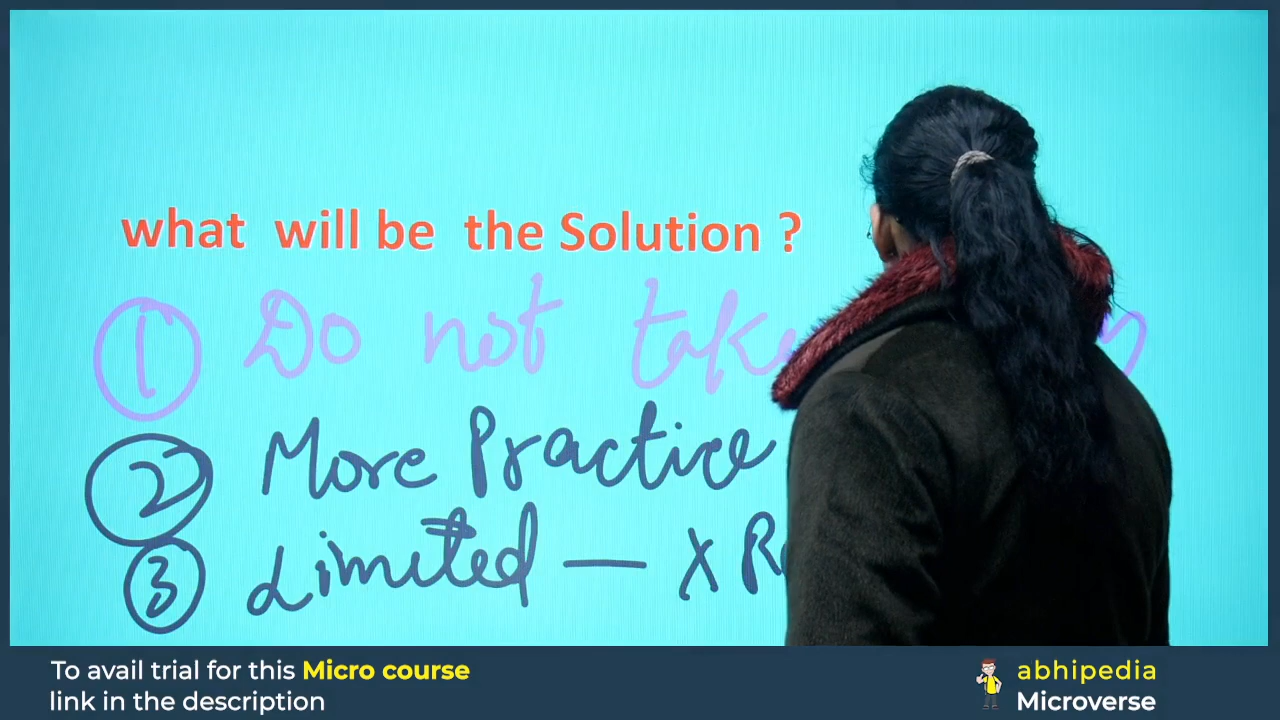 what will be the Solution ?
① Do not take
② More Practice
③ Limited — X
To avail trial for this Micro course
link in the description
abhipedia
Microverse